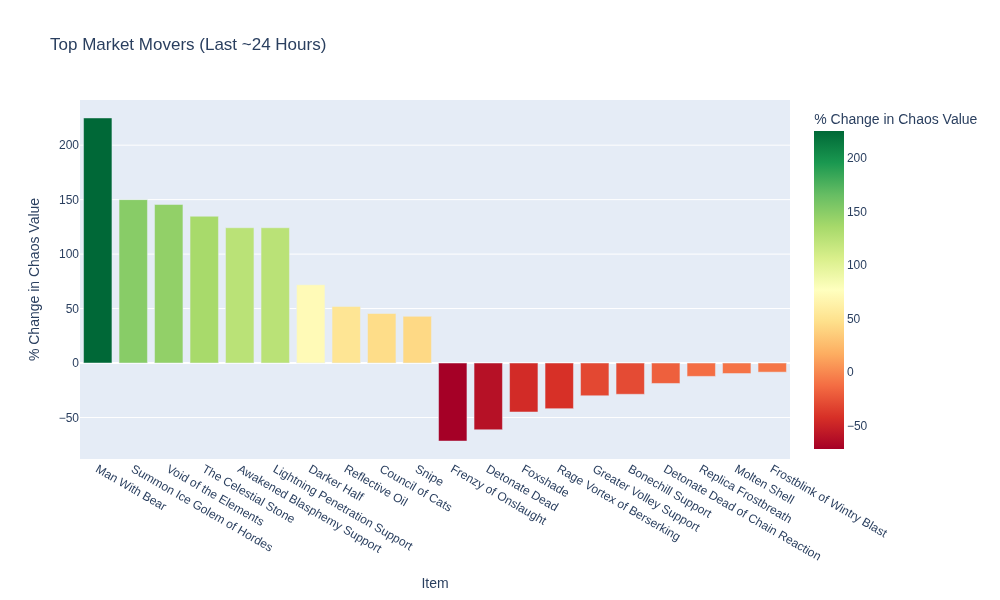 Top Market Movers (Last ~24 Hours)
% Change in Chaos Value
200
150
100
50
0
−50
% Change in Chaos Value
200
150
100
50
0
−50
Man With Bear
Summon Ice Golem of Hordes
Void of the Elements
The Celestial Stone
Awakened Blasphemy Support
Lightning Penetration Support
Darker Half
Reflective Oil
Council of Cats
Snipe
Frenzy of Onslaught
Detonate Dead
Foxshade
Rage Vortex of Berserking
Greater Volley Support
Bonechill Support
Detonate Dead of Chain Reaction
Replica Frostbreath
Molten Shell
Frostblink of Wintry Blast
Item